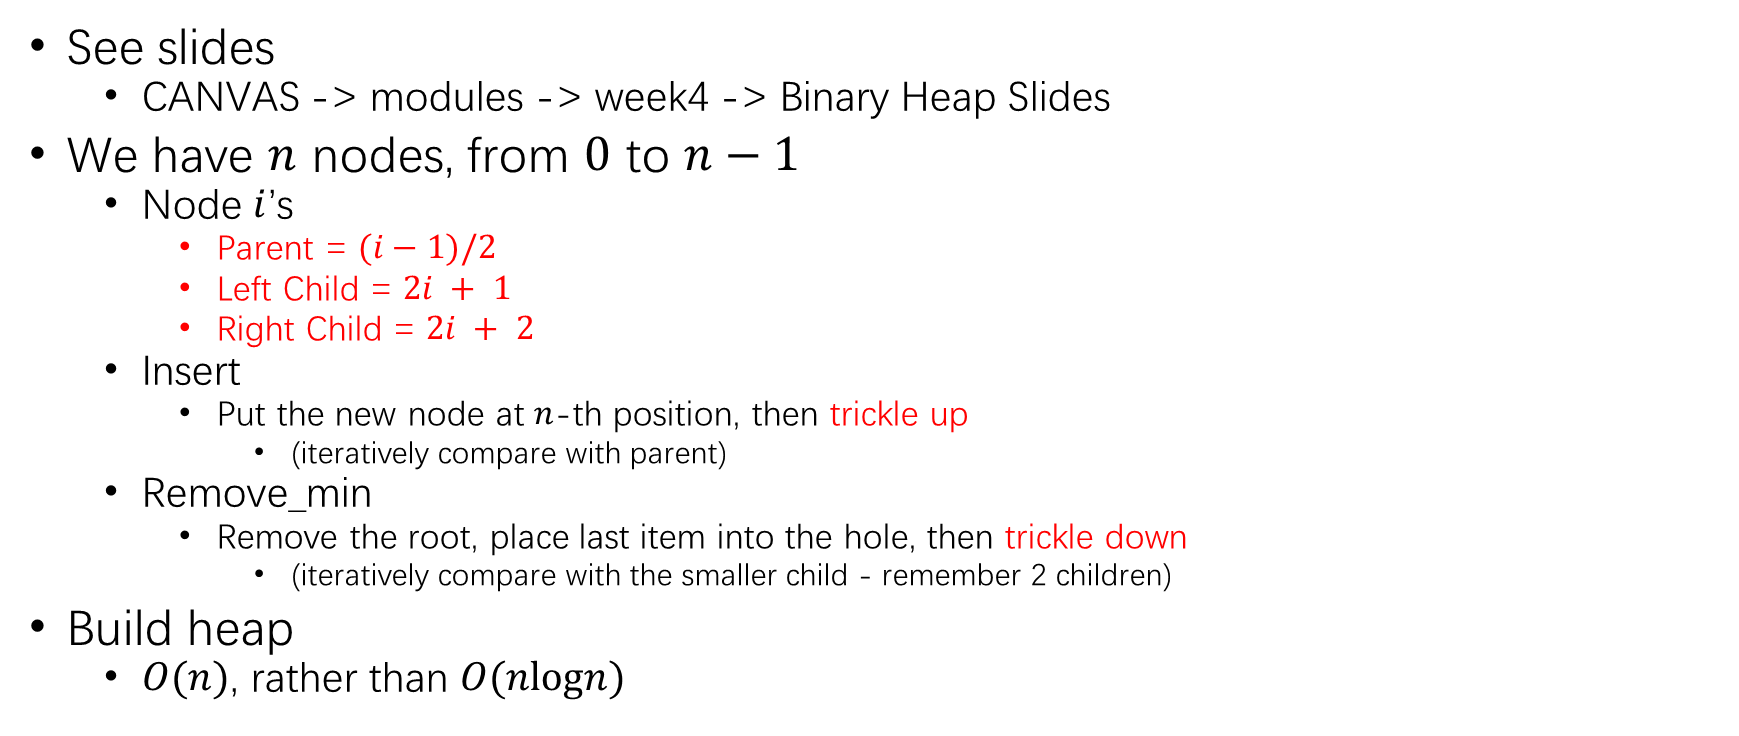 • See slides
• CANVAS -> modules -> week4 -> Binary Heap Slides
• We have n nodes, from 0 to n − 1
• Node i's
• Parent = (i − 1)/2
• Left Child = 2i + 1
• Right Child = 2i + 2
• Insert
• Put the new node at n-th position, then trickle up
• (iteratively compare with parent)
• Remove_min
• Remove the root, place last item into the hole, then trickle down
• (iteratively compare with the smaller child - remember 2 children)
• Build heap
• O(n), rather than O(nlogn)